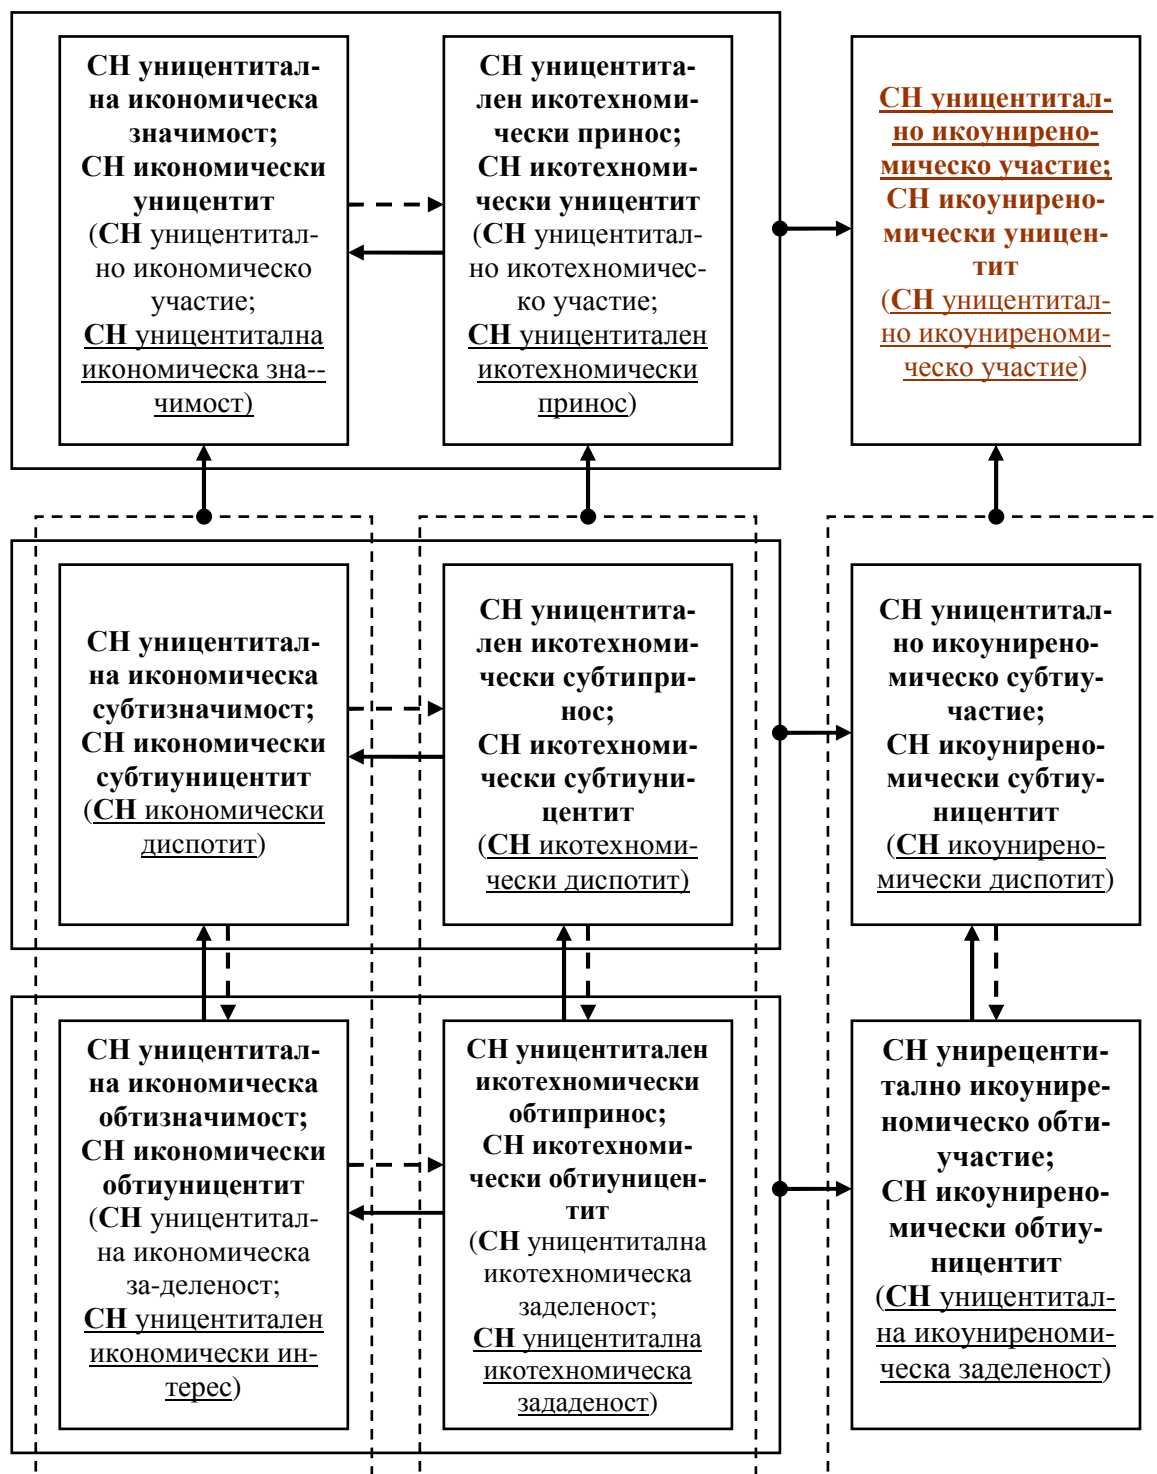 СН уницентитал-
на икономическа
значимост;
СН икономически
уницентит
(СН уницентитал-
но икономическо
участие;
СН уницентитална
икономическа зна--
чимост)
СН уницентита-
лен икотехноми-
чески принос;
СН икотехноми-
чески уницентит
(СН уницентитал-
но икотехномичес-
ко участие;
СН уницентитален
икотехномически
принос)
СН уницентитал-
но икоунирено-
мическо участие;
СН икоунирено-
мически уницен-
тит
(СН уницентитал-
но икоуниреноми-
ческо участие)
СН уницентитал-
на икономическа
субтизначимост;
СН икономически
субтиуницентит
(СН икономически
диспотит)
СН уницентита-
лен икотехноми-
чески субтипри-
нос;
СН икотехноми-
чески субтиуни-
центит
(СН икотехноми-
чески диспотит)
СН уницентитал-
но икоунирено-
мическо субтиу-
частие;
СН икоунирено-
мически субтиу-
ницентит
(СН икоунирено-
мически диспотит)
СН уницентитал-
на икономическа
обтизначимост;
СН икономически
обтиуницентит
(СН уницентитал-
на икономическа
за-деленост;
СН уницентитален
икономически ин-
терес)
СН уницентитален
икотехномически
обтипринос;
СН икотехноми-
чески обтиуницен-
тит
(СН уницентитална
икотехномическа
заделеност;
СН уницентитална
икотехномическа
зададеност)
СН униреценти-
тално икоунире-
номическо обти-
участие;
СН икоунирено-
мически обтиу-
ницентит
(СН уницентитал-
на икоуниреноми-
ческа заделеност)